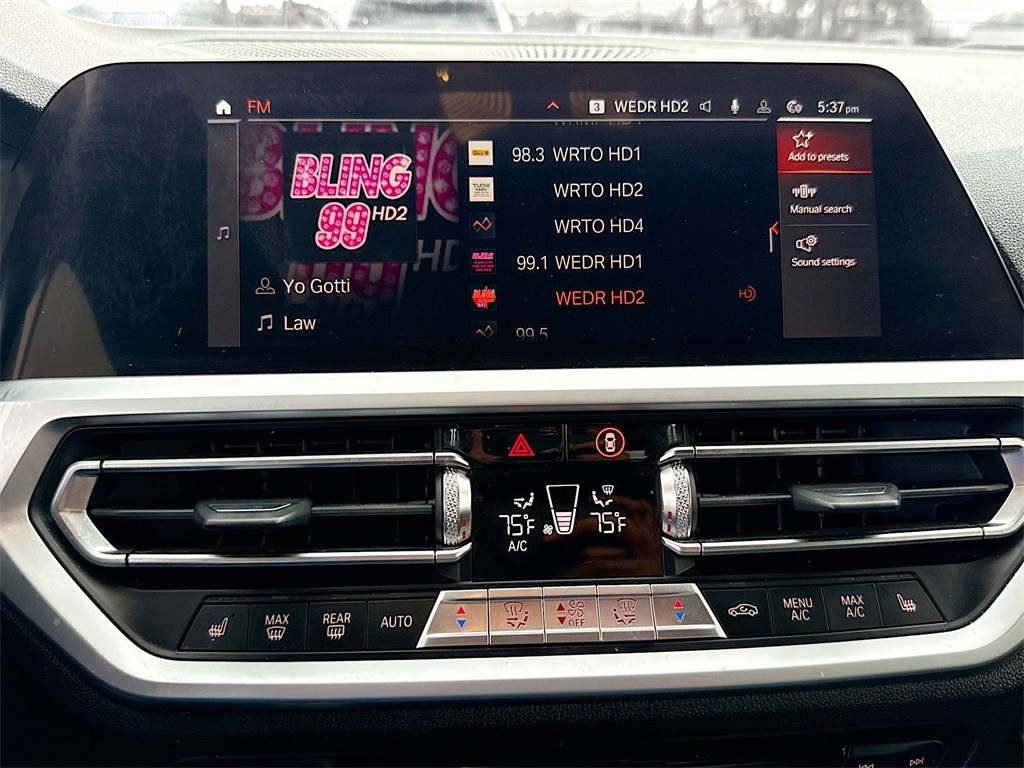 FM
3 WEDR HD2
5:37pm
BLING
99 HD2
98.3 WRTO HD1
WRTO HD2
WRTO HD4
99.1 WEDR HD1
WEDR HD2
HD
99.5
Yo Gotti
Law
Add to presets
Manual search
Sound settings
75°F
A/C
75°F
MAX
REAR
AUTO
OFF
MENU
A/C
MAX
A/C